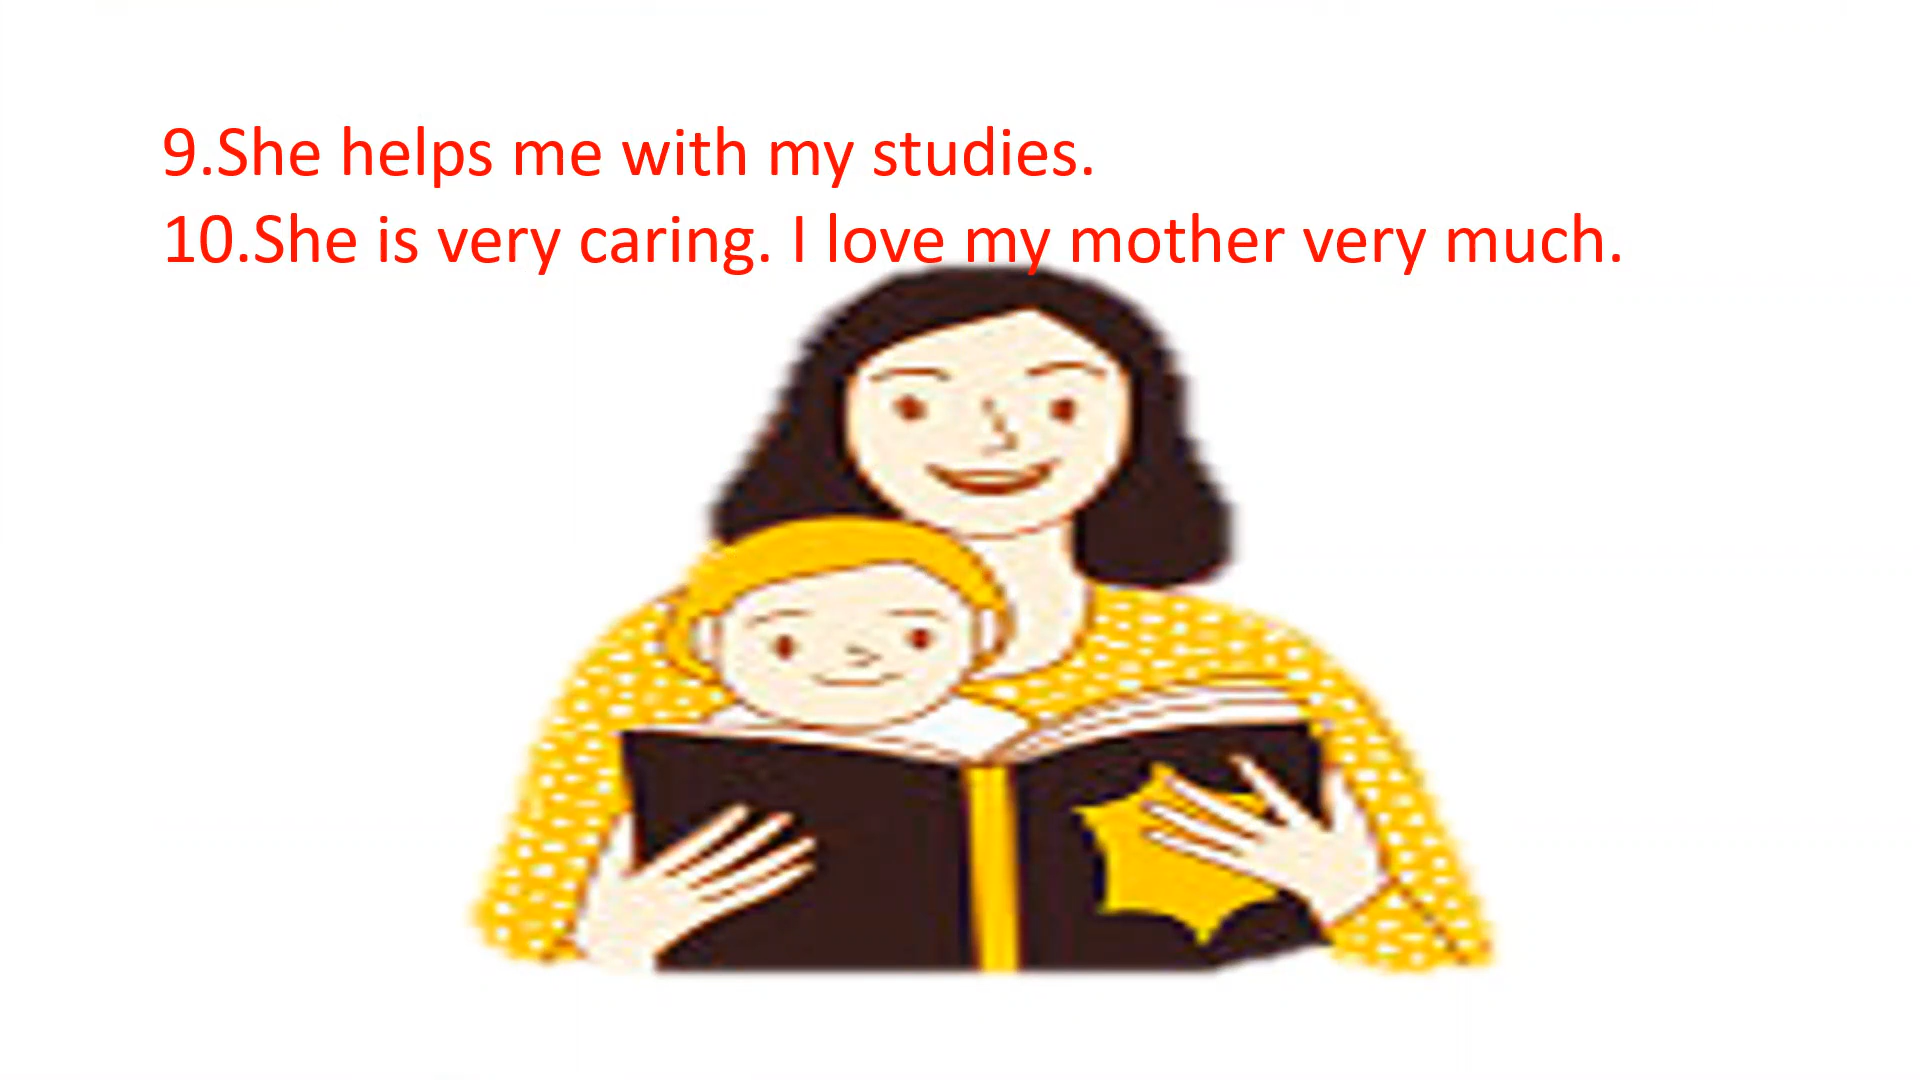 9.She helps me with my studies.
10.She is very caring. I love my mother very much.